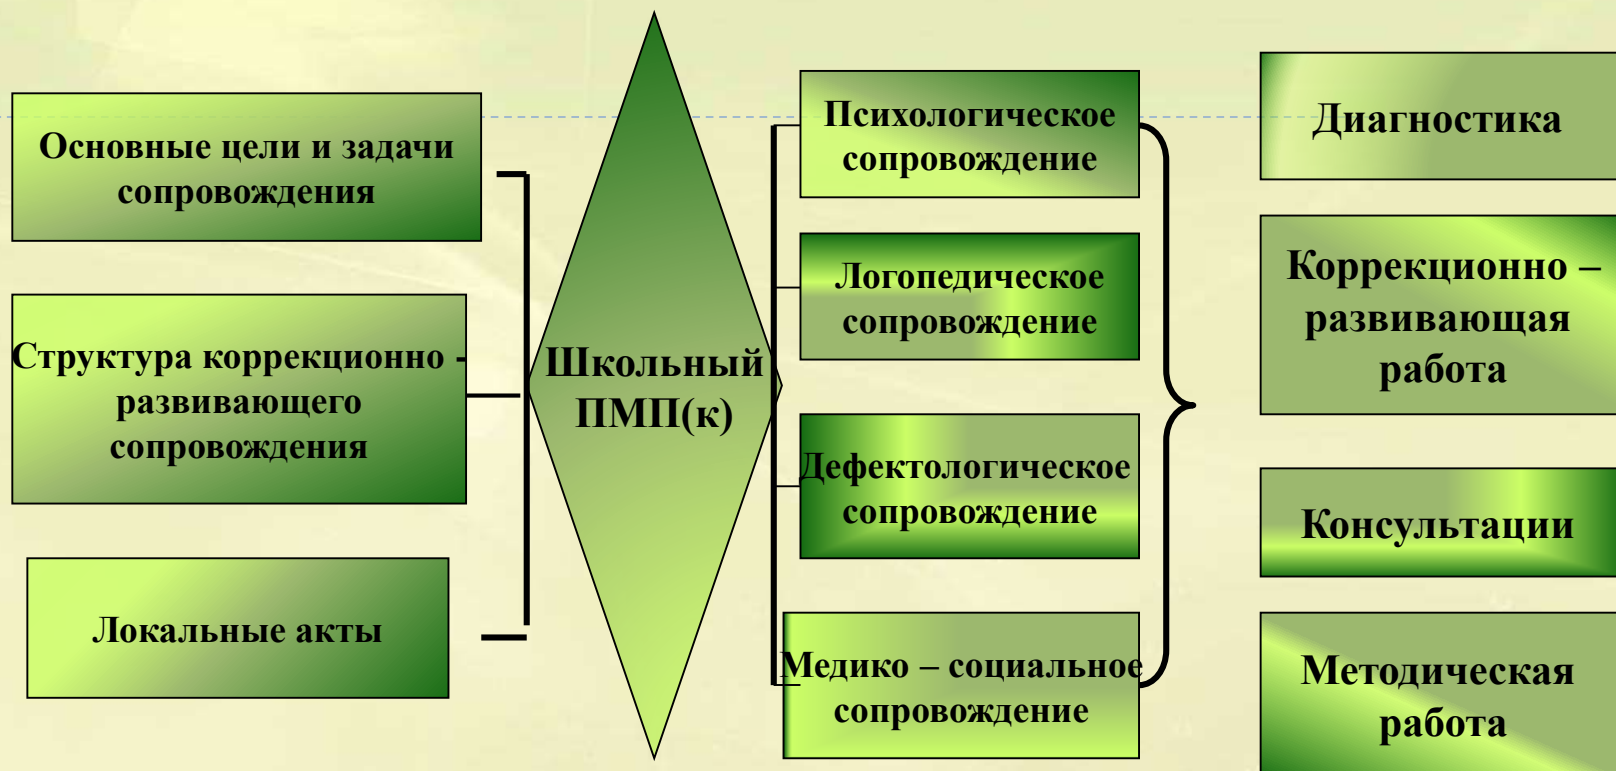 Основные цели и задачи
сопровождения
Структура коррекционно -
развивающего
сопровождения
Локальные акты
Школьный
ПМП(к)
Психологическое
сопровождение
Логопедическое
сопровождение
Дефектологическое
сопровождение
Медико – социальное
сопровождение
Диагностика
Коррекционно –
развивающая
работа
Консультации
Методическая
работа